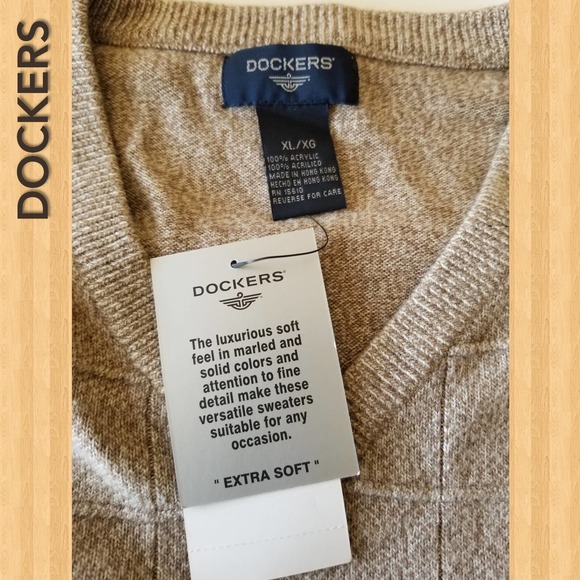 DOCKERS
DOCKERS®
XL/XG
100% ACRYLIC
100% ACRILICO
MADE IN HONG KONG
HECHO EN HONG KONG
RN 15610
REVERSE FOR CARE
DOCKERS®
The luxurious soft
feel in marled and
solid colors and
attention to fine
detail make these
versatile sweaters
suitable for any
occasion.
" EXTRA SOFT "